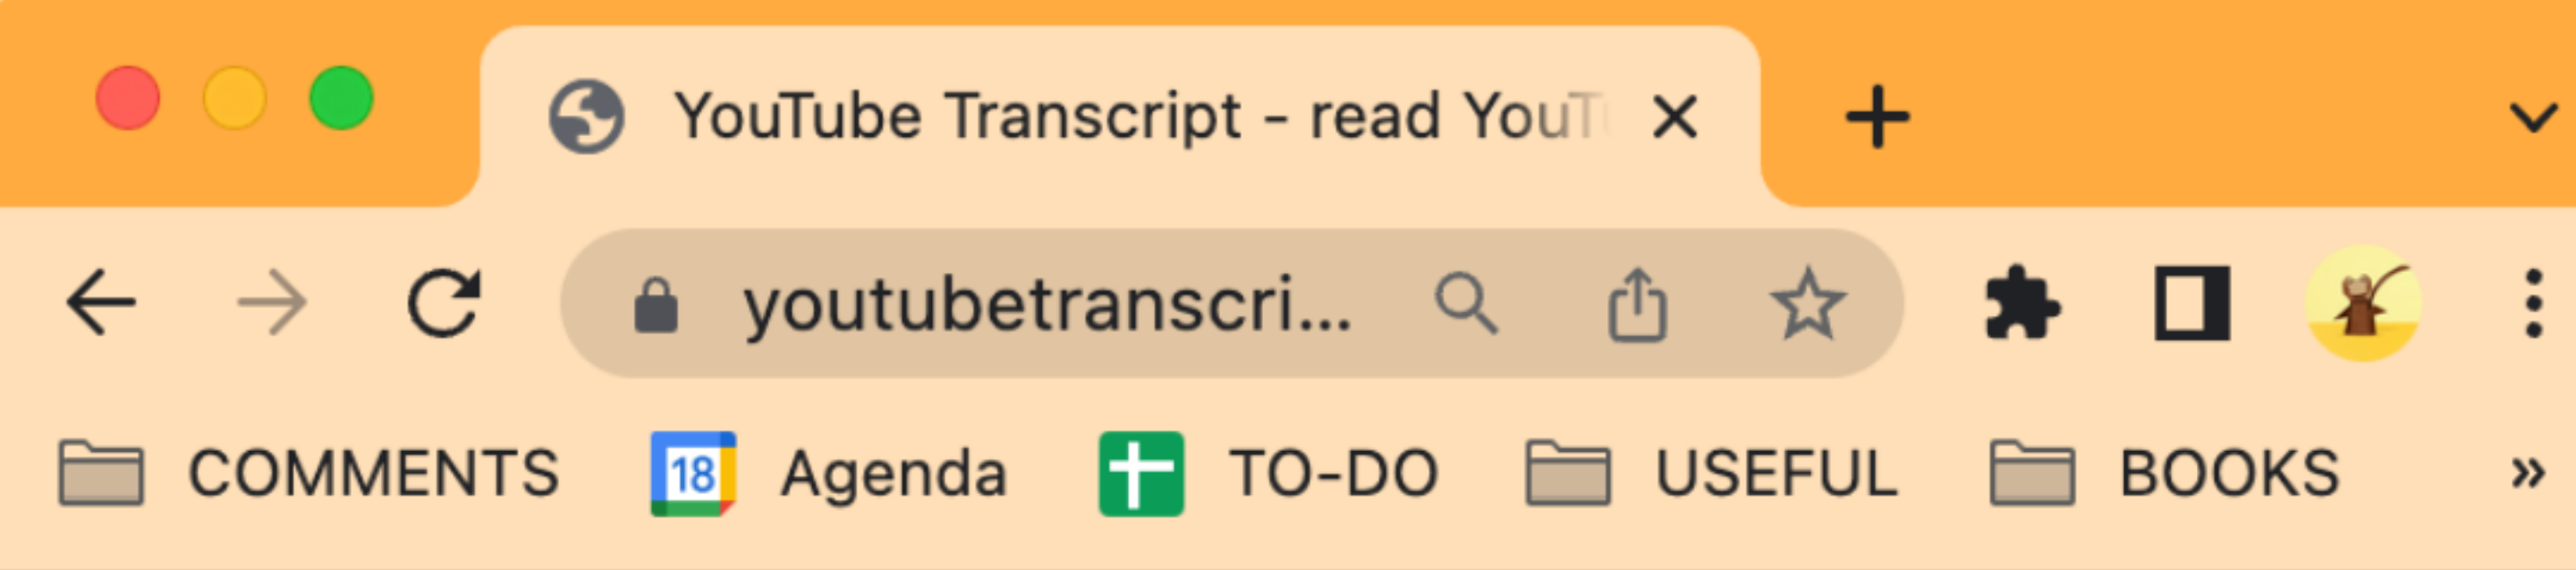 YouTube Transcript - read YouT
youtubetranscri...
COMMENTS 18 Agenda TO-DO USEFUL BOOKS »